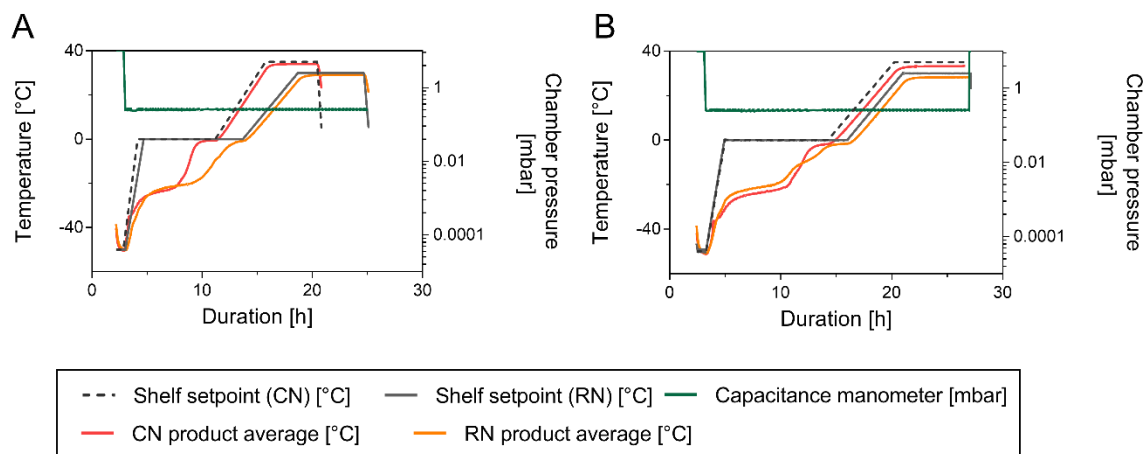 A
B
40
0
-40
Temperature [°C]
1
0.01
0.0001
Chamber pressure
[mbar]
0
10
20
30
Duration [h]
40
0
-40
Temperature [°C]
1
0.01
0.0001
Chamber pressure
[mbar]
0
10
20
30
Duration [h]
Shelf setpoint (CN) [°C] Shelf setpoint (RN) [°C] Capacitance manometer [mbar]
CN product average [°C] RN product average [°C]